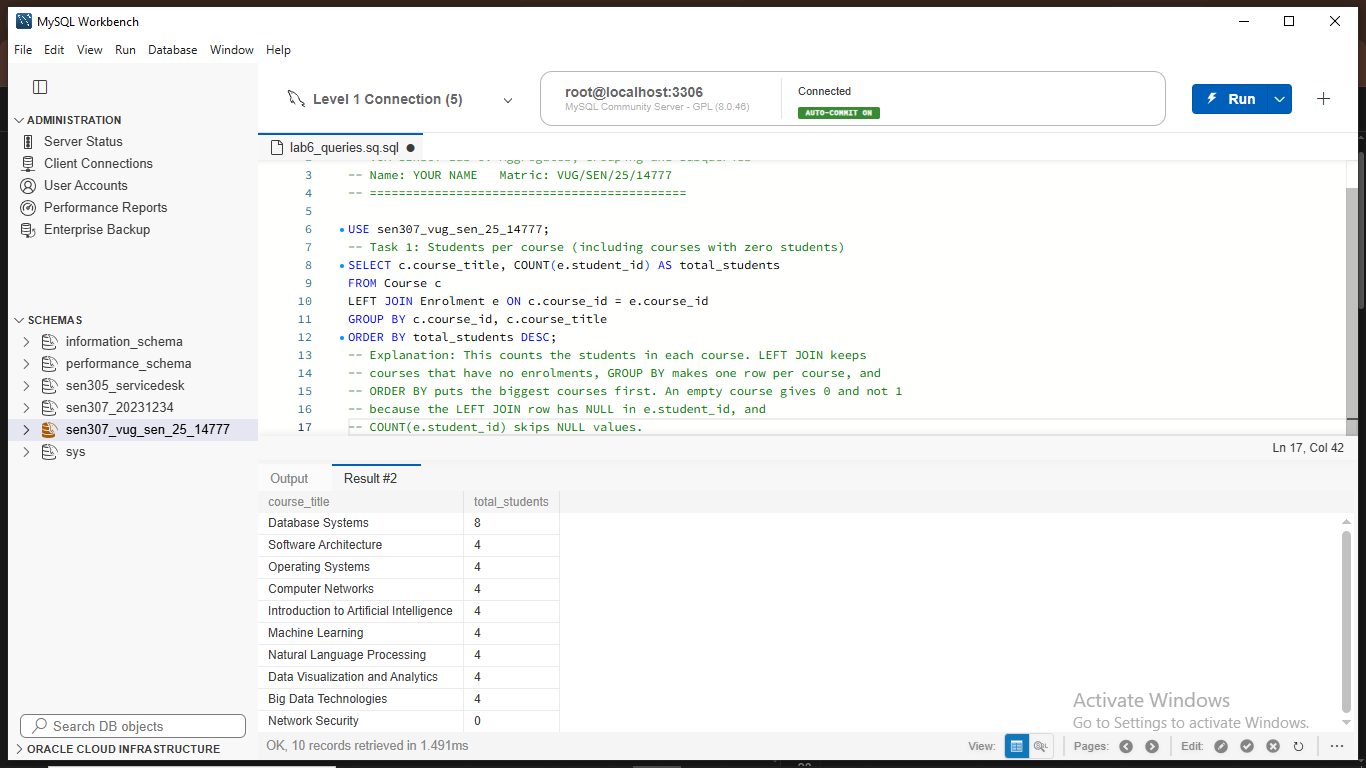 MySQL Workbench
File Edit View Run Database Window Help
Level 1 Connection (5)
root@localhost:3306
MySQL Community Server - GPL (8.0.46)
Connected
AUTO-COMMIT ON
Run
ADMINISTRATION
Server Status
Client Connections
User Accounts
Performance Reports
Enterprise Backup
SCHEMAS
information_schema
performance_schema
sen305_servicedesk
sen307_20231234
sen307_vug_sen_25_14777
sys
Search DB objects
ORACLE CLOUD INFRASTRUCTURE
lab6_queries.sq.sql
3 -- Name: YOUR NAME   Matric: VUG/SEN/25/14777
4 -- ============================================
5
6 USE sen307_vug_sen_25_14777;
7 -- Task 1: Students per course (including courses with zero students)
8 SELECT c.course_title, COUNT(e.student_id) AS total_students
9 FROM Course c
10 LEFT JOIN Enrolment e ON c.course_id = e.course_id
11 GROUP BY c.course_id, c.course_title
12 ORDER BY total_students DESC;
13 -- Explanation: This counts the students in each course. LEFT JOIN keeps
14 -- courses that have no enrolments, GROUP BY makes one row per course, and
15 -- ORDER BY puts the biggest courses first. An empty course gives 0 and not 1
16 -- because the LEFT JOIN row has NULL in e.student_id, and
17 -- COUNT(e.student_id) skips NULL values.
Ln 17, Col 42
Output Result #2
course_title total_students
Database Systems 8
Software Architecture 4
Operating Systems 4
Computer Networks 4
Introduction to Artificial Intelligence 4
Machine Learning 4
Natural Language Processing 4
Data Visualization and Analytics 4
Big Data Technologies 4
Network Security 0
Activate Windows
Go to Settings to activate Windows.
OK, 10 records retrieved in 1.491ms
View: Pages: Edit: